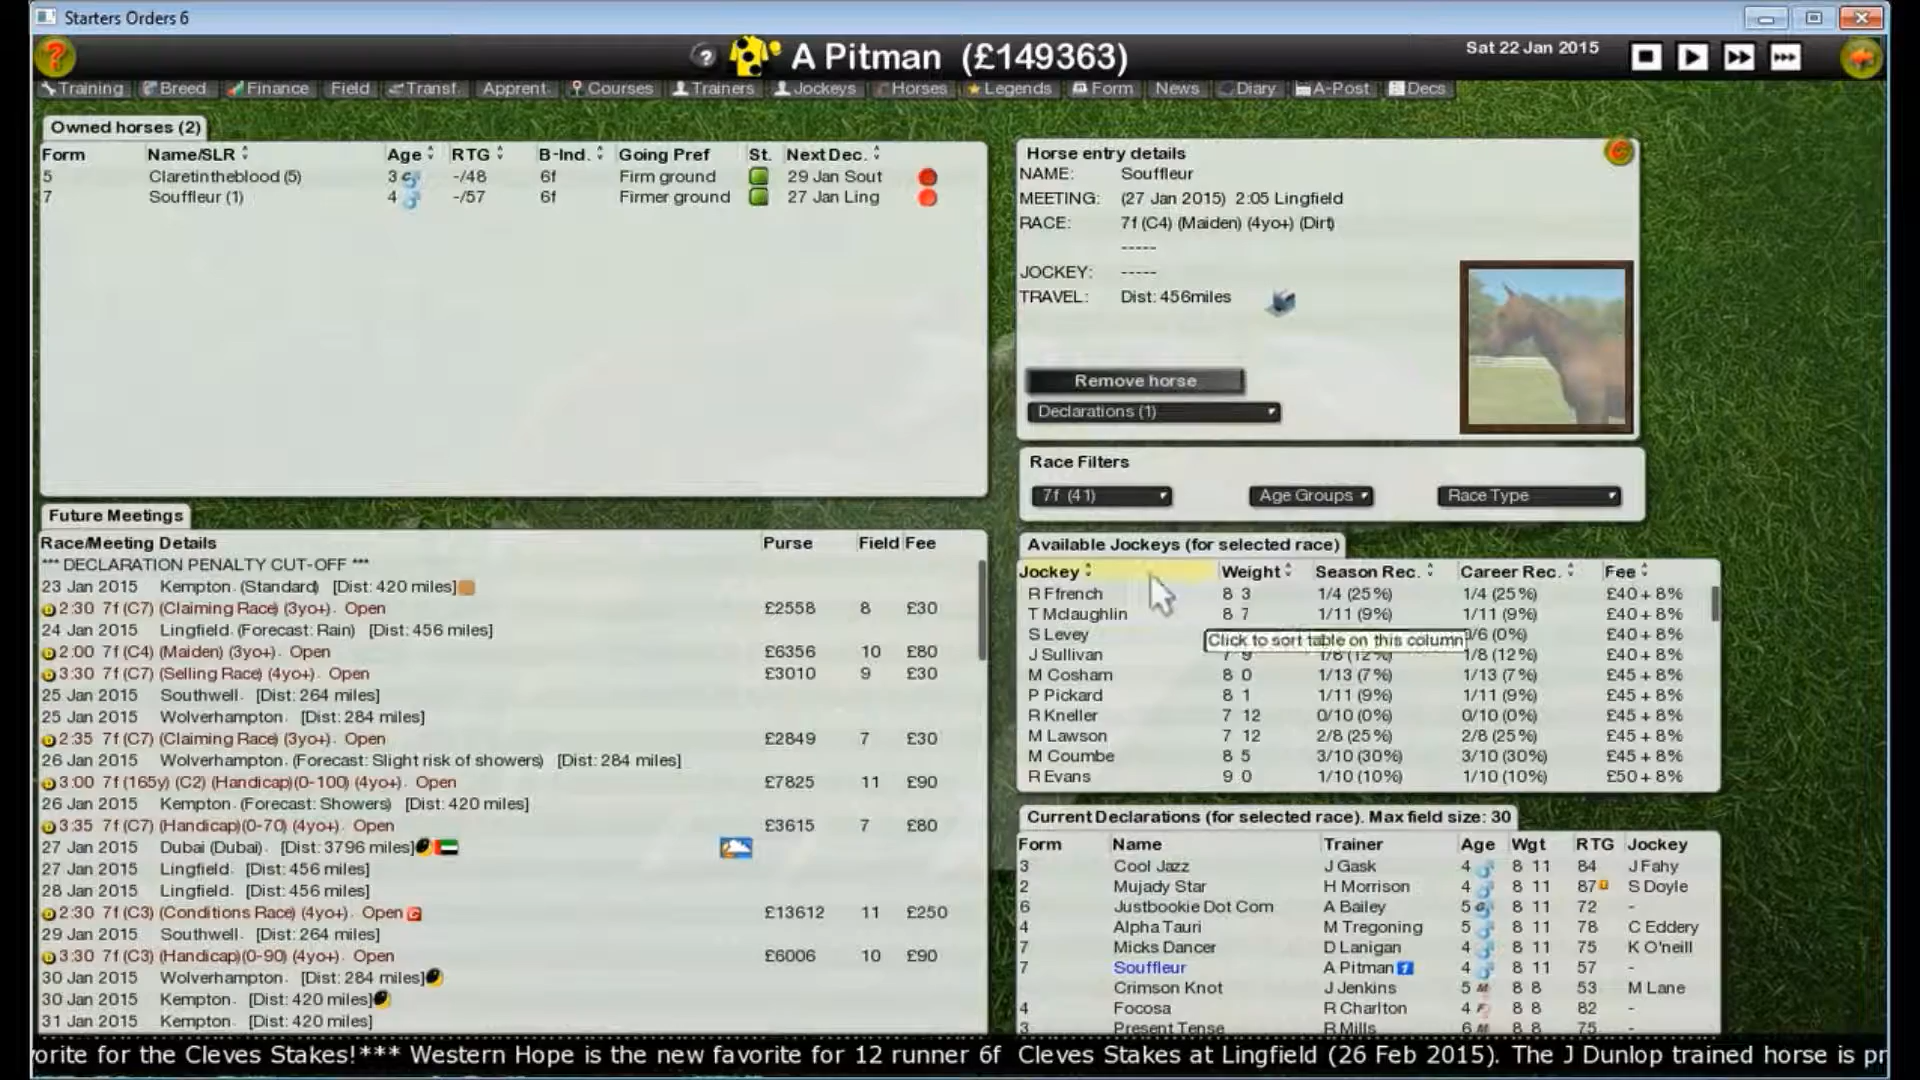 Starters Orders 6
A Pitman (£149363)
Sat 22 Jan 2015
Training Breed Finance Field Transf. Apprent. Courses Trainers Jockeys Horses Legends Form News Diary A-Post Decs
Owned horses (2)
Form Name/SLR Age RTG B-Ind. Going Pref St. Next Dec.
5 Claretintheblood (5) 3 -/48 6f Firm ground 29 Jan Sout
7 Souffleur (1) 4 -/57 6f Firmer ground 27 Jan Ling
Horse entry details
NAME: Souffleur
MEETING: (27 Jan 2015) 2:05 Lingfield
RACE: 7f (C4) (Maiden) (4yo+) (Dirt)
-----
JOCKEY: -----
TRAVEL: Dist: 456miles
Remove horse
Declarations (1)
Race Filters
7f (41) Age Groups Race Type
Future Meetings
Race/Meeting Details Purse Field Fee
*** DECLARATION PENALTY CUT-OFF ***
23 Jan 2015 Kempton. (Standard) [Dist: 420 miles]
2:30 7f (C7) (Claiming Race) (3yo+). Open £2558 8 £30
24 Jan 2015 Lingfield. (Forecast: Rain) [Dist: 456 miles]
2:00 7f (C4) (Maiden) (3yo+). Open £6356 10 £80
3:30 7f (C7) (Selling Race) (4yo+). Open £3010 9 £30
25 Jan 2015 Southwell. [Dist: 264 miles]
25 Jan 2015 Wolverhampton. [Dist: 284 miles]
2:35 7f (C7) (Claiming Race) (3yo+). Open £2849 7 £30
26 Jan 2015 Wolverhampton. (Forecast: Slight risk of showers) [Dist: 284 miles]
3:00 7f (165y) (C2) (Handicap)(0-100) (4yo+). Open £7825 11 £90
26 Jan 2015 Kempton. (Forecast: Showers) [Dist: 420 miles]
3:35 7f (C7) (Handicap)(0-70) (4yo+). Open £3615 7 £80
27 Jan 2015 Dubai (Dubai). [Dist: 3796 miles]
27 Jan 2015 Lingfield. [Dist: 456 miles]
28 Jan 2015 Lingfield. [Dist: 456 miles]
2:30 7f (C3) (Conditions Race) (4yo+). Open £13612 11 £250
29 Jan 2015 Southwell. [Dist: 264 miles]
3:30 7f (C3) (Handicap)(0-90) (4yo+). Open £6006 10 £90
30 Jan 2015 Wolverhampton. [Dist: 284 miles]
30 Jan 2015 Kempton. [Dist: 420 miles]
31 Jan 2015 Kempton. [Dist: 420 miles]
Available Jockeys (for selected race)
Jockey Weight Season Rec. Career Rec. Fee
R Ffrench 8 3 1/4 (25%) 1/4 (25%) £40 + 8%
T Mclaughlin 8 7 1/11 (9%) 1/11 (9%) £40 + 8%
S Levey (0%) £40 + 8%
Click to sort table on this column
J Sullivan 7 9 1/8 (12%) 1/8 (12%) £40 + 8%
M Cosham 8 0 1/13 (7%) 1/13 (7%) £45 + 8%
P Pickard 8 1 1/11 (9%) 1/11 (9%) £45 + 8%
R Kneller 7 12 0/10 (0%) 0/10 (0%) £45 + 8%
M Lawson 7 12 2/8 (25%) 2/8 (25%) £45 + 8%
M Coumbe 8 5 3/10 (30%) 3/10 (30%) £45 + 8%
R Evans 9 0 1/10 (10%) 1/10 (10%) £50 + 8%
Current Declarations (for selected race). Max field size: 30
Form Name Trainer Age Wgt RTG Jockey
3 Cool Jazz J Gask 4 8 11 84 J Fahy
2 Mujady Star H Morrison 4 8 11 87 S Doyle
6 Justbookie Dot Com A Bailey 5 8 11 72 -
4 Alpha Tauri M Tregoning 5 8 11 78 C Eddery
7 Micks Dancer D Lanigan 4 8 11 75 K O'neill
7 Souffleur A Pitman 4 8 11 57 -
Crimson Knot J Jenkins 5 M 8 8 53 M Lane
4 Focosa R Charlton 4 F 8 8 82 -
3 Present Tense R Mills 6 M 8 8 75 -
orite for the Cleves Stakes!*** Western Hope is the new favorite for 12 runner 6f Cleves Stakes at Lingfield (26 Feb 2015). The J Dunlop trained horse is pr